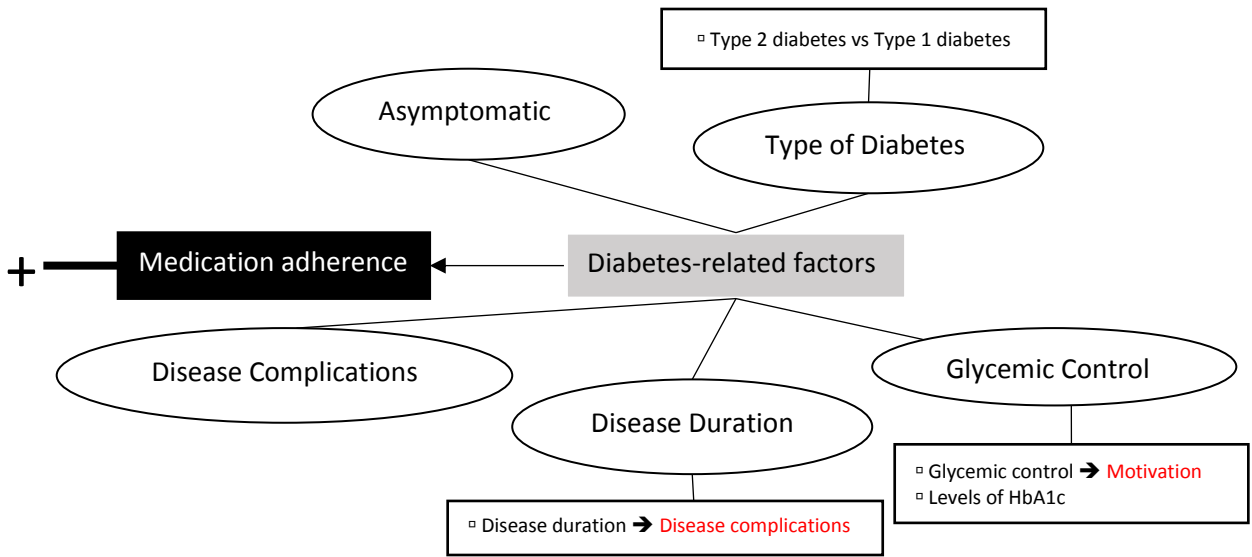 ▫ Type 2 diabetes vs Type 1 diabetes
Asymptomatic
Type of Diabetes
+
Medication adherence
Diabetes-related factors
Disease Complications
Glycemic Control
Disease Duration
▫ Glycemic control ➔ Motivation
▫ Levels of HbA1c
▫ Disease duration ➔ Disease complications